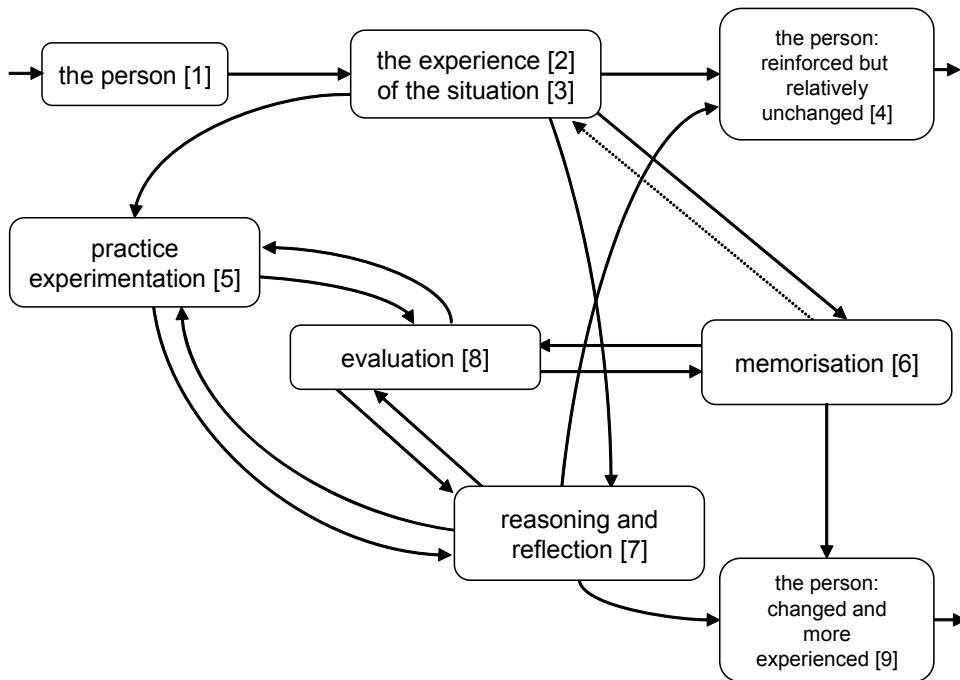 the person [1]
the experience [2]
of the situation [3]
the person:
reinforced but
relatively
unchanged [4]
practice
experimentation [5]
evaluation [8]
memorisation [6]
reasoning and
reflection [7]
the person:
changed and
more
experienced [9]